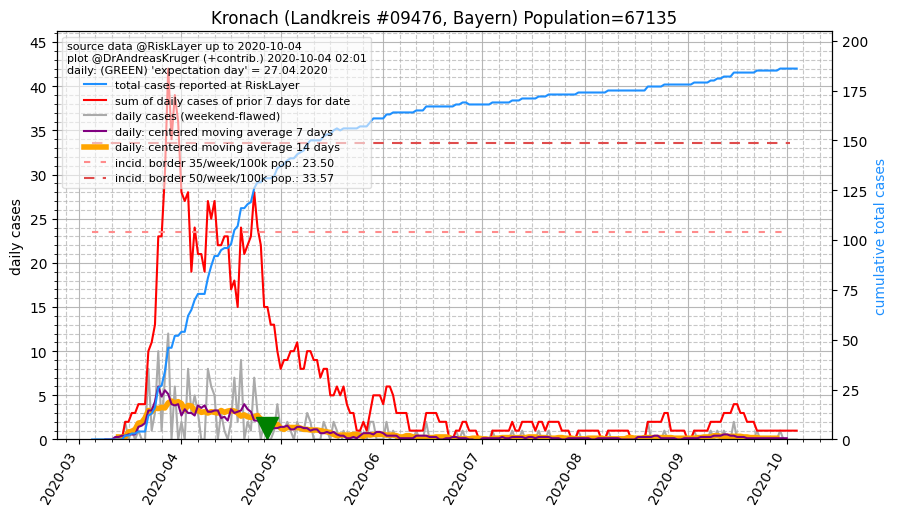 Kronach (Landkreis #09476, Bayern) Population=67135
source data @RiskLayer up to 2020-10-04
plot @DrAndreasKruger (+contrib.) 2020-10-04 02:01
daily: (GREEN) 'expectation day' = 27.04.2020
total cases reported at RiskLayer
sum of daily cases of prior 7 days for date
daily cases (weekend-flawed)
daily: centered moving average 7 days
daily: centered moving average 14 days
incid. border 35/week/100k pop.: 23.50
incid. border 50/week/100k pop.: 33.57
daily cases
45
40
35
30
25
20
15
10
5
0
cumulative total cases
200
175
150
125
100
75
50
25
0
2020-03
2020-04
2020-05
2020-06
2020-07
2020-08
2020-09
2020-10